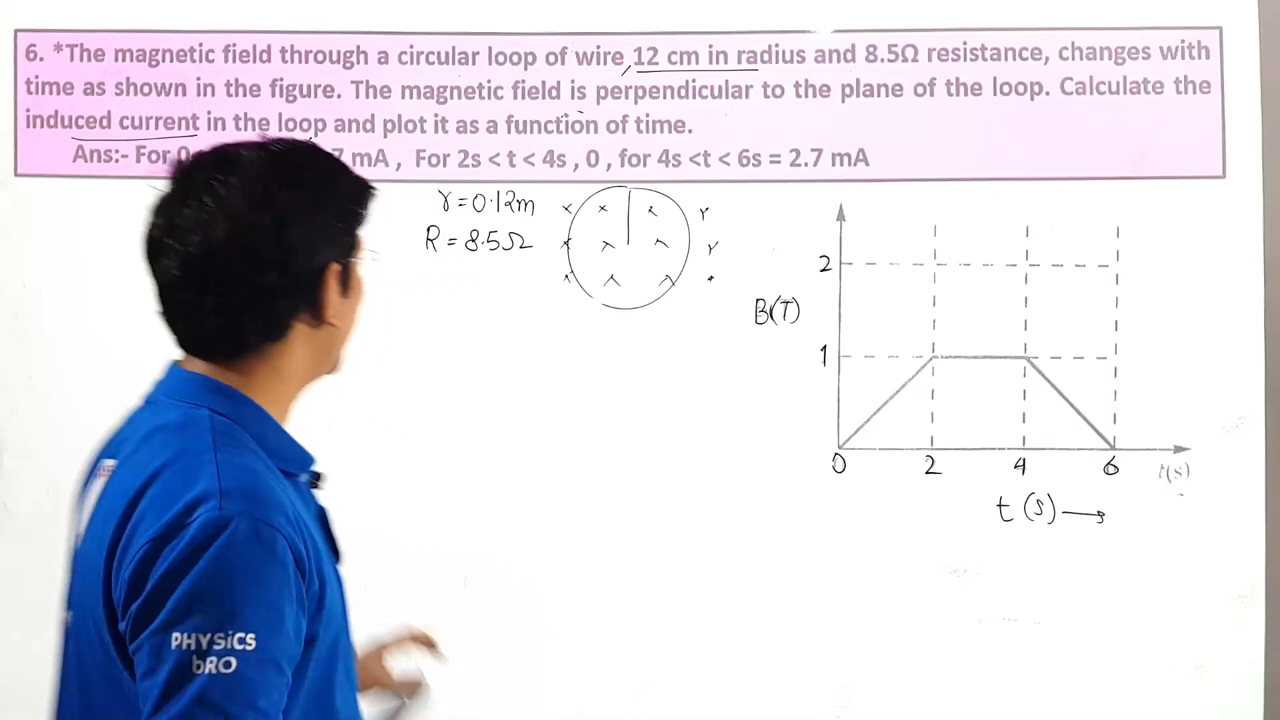 6. *The magnetic field through a circular loop of wire, 12 cm in radius and 8.5Ω resistance, changes with
time as shown in the figure. The magnetic field is perpendicular to the plane of the loop. Calculate the
induced current in the loop and plot it as a function of time.
Ans:- For 0 7 mA , For 2s < t < 4s , 0 , for 4s <t < 6s = 2.7 mA
r = 0.12m
R = 8.5Ω
2
B(T)
1
0 2 4 6 t(s)
t (s) →
PHYSiCS
bRO